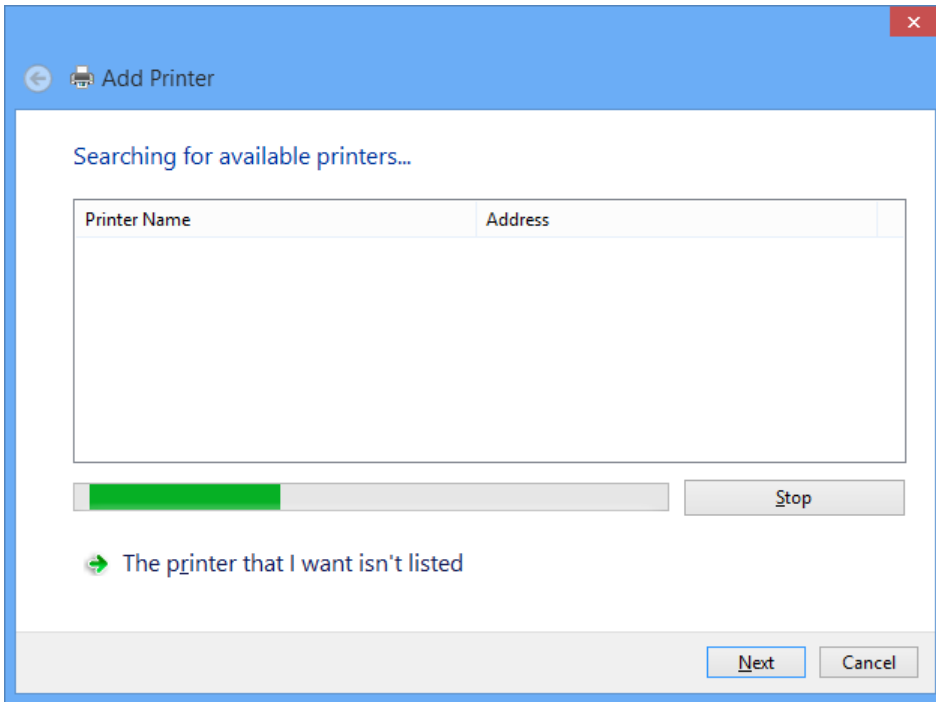 Add Printer
Searching for available printers...
Printer Name Address
Stop
The printer that I want isn't listed
Next Cancel